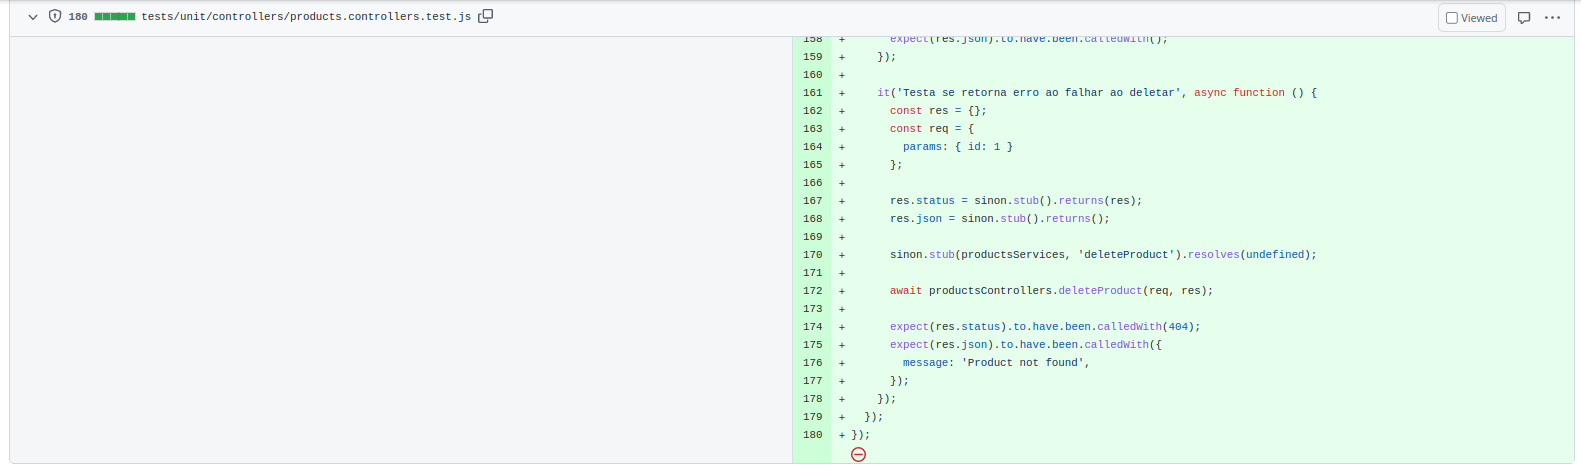 180 tests/unit/controllers/products.controllers.test.js Viewed
158 + expect(res.json).to.have.been.calledWith();
159 + });
160 +
161 + it('Testa se retorna erro ao falhar ao deletar', async function () {
162 + const res = {};
163 + const req = {
164 + params: { id: 1 }
165 + };
166 +
167 + res.status = sinon.stub().returns(res);
168 + res.json = sinon.stub().returns();
169 +
170 + sinon.stub(productsServices, 'deleteProduct').resolves(undefined);
171 +
172 + await productsControllers.deleteProduct(req, res);
173 +
174 + expect(res.status).to.have.been.calledWith(404);
175 + expect(res.json).to.have.been.calledWith({
176 + message: 'Product not found',
177 + });
178 + });
179 + });
180 + });